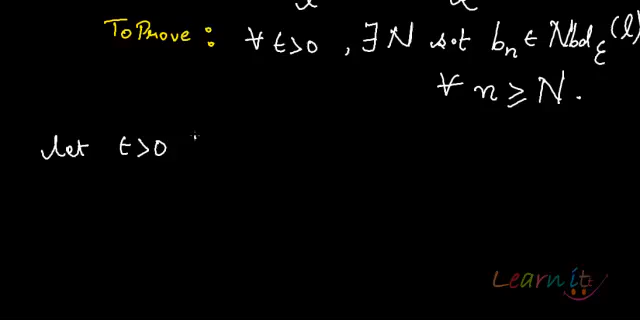 To Prove: ∀ ϵ>0, ∃ N s.t bₙ ∈ Nbd_ε(l)
∀ n ≥ N.
Let ϵ>0
Learnit